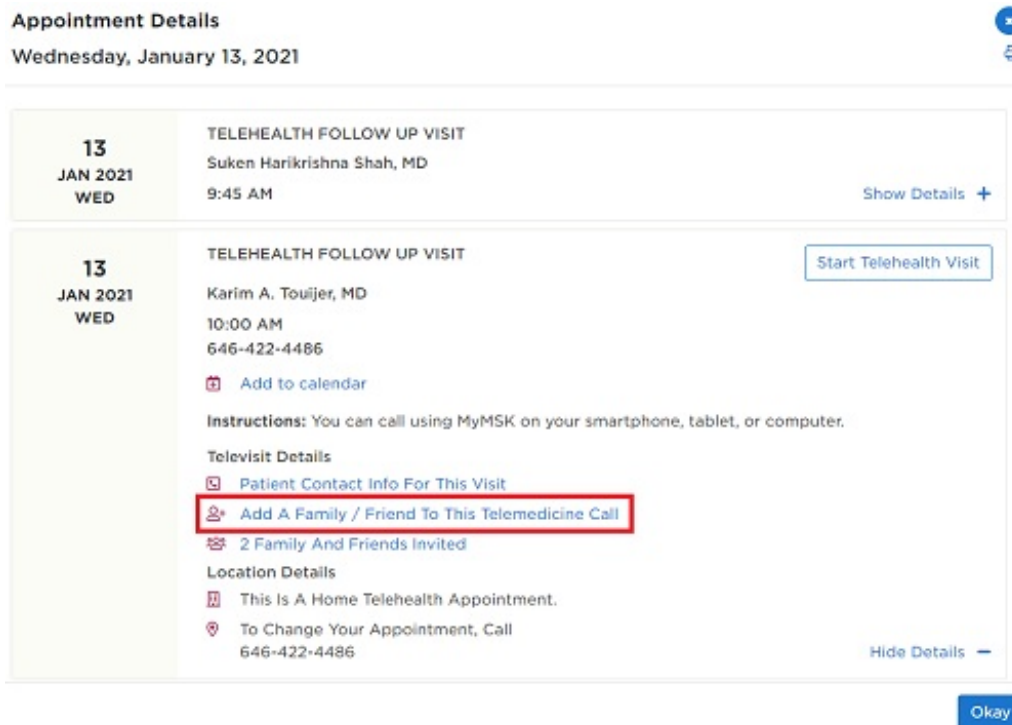 Appointment Details
Wednesday, January 13, 2021
13
JAN 2021
WED
TELEHEALTH FOLLOW UP VISIT
Suken Harikrishna Shah, MD
9:45 AM
Show Details +
13
JAN 2021
WED
TELEHEALTH FOLLOW UP VISIT
Start Telehealth Visit
Karim A. Touijer, MD
10:00 AM
646-422-4486
Add to calendar
Instructions: You can call using MyMSK on your smartphone, tablet, or computer.
Televisit Details
Patient Contact Info For This Visit
Add A Family / Friend To This Telemedicine Call
2 Family And Friends Invited
Location Details
This Is A Home Telehealth Appointment.
To Change Your Appointment, Call
646-422-4486
Hide Details −
Okay